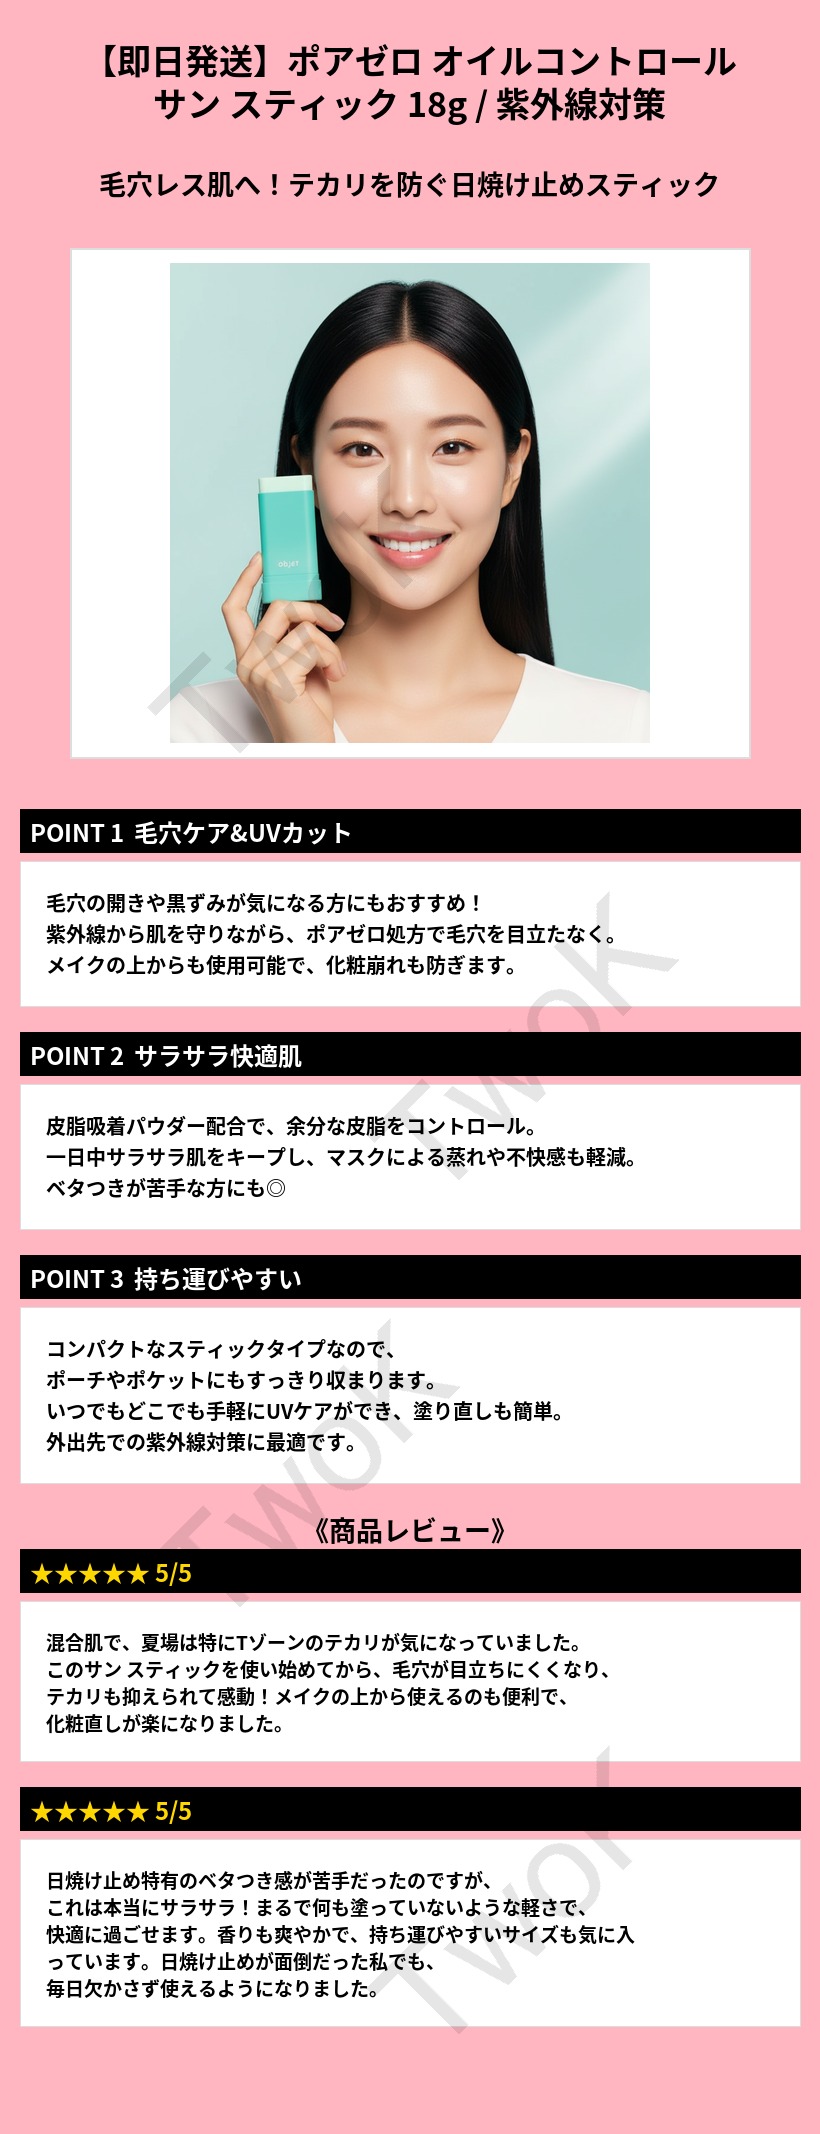 【即日発送】ポアゼロ オイルコントロール
サン スティック 18g / 紫外線対策
毛穴レス肌へ！テカリを防ぐ日焼け止めスティック
objet
TwoK
POINT 1 毛穴ケア&UVカット
毛穴の開きや黒ずみが気になる方にもおすすめ！
紫外線から肌を守りながら、ポアゼロ処方で毛穴を目立たなく。
メイクの上からも使用可能で、化粧崩れも防ぎます。
TwoK
POINT 2 サラサラ快適肌
皮脂吸着パウダー配合で、余分な皮脂をコントロール。
一日中サラサラ肌をキープし、マスクによる蒸れや不快感も軽減。
ベタつきが苦手な方にも◎
POINT 3 持ち運びやすい
コンパクトなスティックタイプなので、
ポーチやポケットにもすっきり収まります。
いつでもどこでも手軽にUVケアができ、塗り直しも簡単。
外出先での紫外線対策に最適です。
TwoK
《商品レビュー》
★★★★★ 5/5
混合肌で、夏場は特にTゾーンのテカリが気になっていました。
このサン スティックを使い始めてから、毛穴が目立ちにくくなり、
テカリも抑えられて感動！メイクの上から使えるのも便利で、
化粧直しが楽になりました。
★★★★★ 5/5
日焼け止め特有のベタつき感が苦手だったのですが、
これは本当にサラサラ！まるで何も塗っていないような軽さで、
快適に過ごせます。香りも爽やかで、持ち運びやすいサイズも気に入
っています。日焼け止めが面倒だった私でも、
毎日欠かさず使えるようになりました。
TwoK